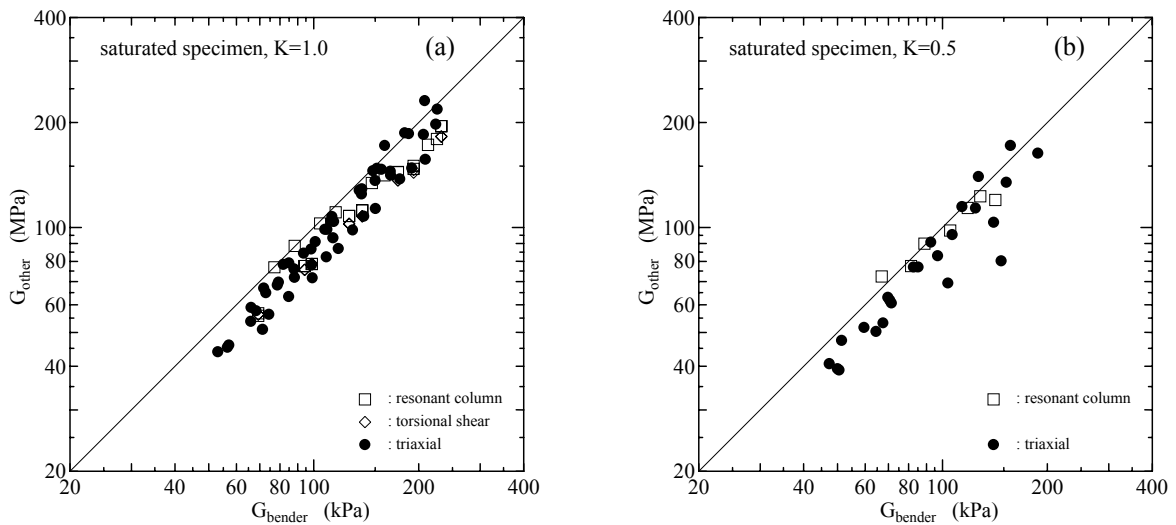 400
saturated specimen, K=1.0
(a)
200
100
80
60
40
20
G_other (MPa)
□ : resonant column
◇ : torsional shear
● : triaxial
20 40 60 80 100 200 400
G_bender (kPa)
400
saturated specimen, K=0.5
(b)
200
100
80
60
40
20
G_other (MPa)
□ : resonant column
● : triaxial
20 40 60 80 100 200 400
G_bender (kPa)